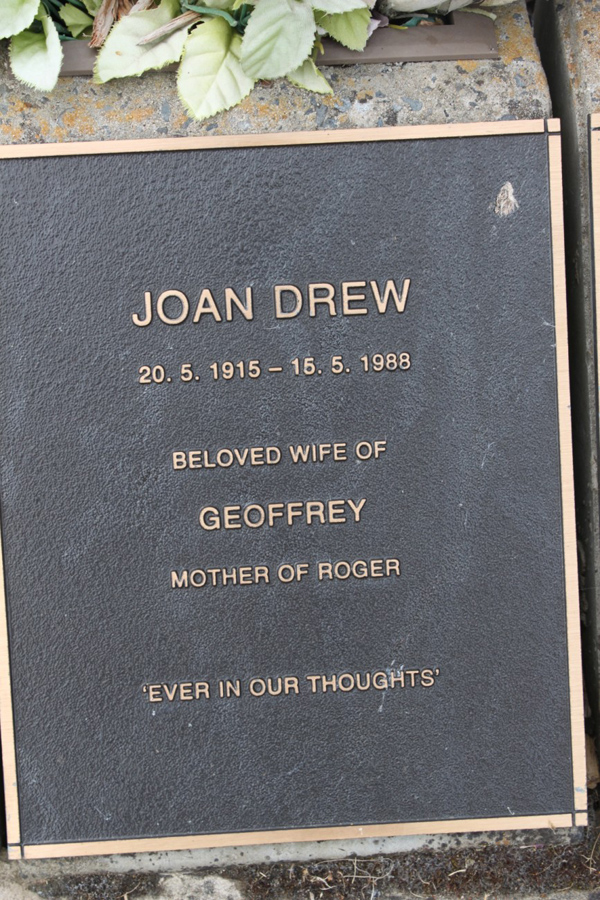 JOAN DREW
20. 5. 1915 – 15. 5. 1988
BELOVED WIFE OF
GEOFFREY
MOTHER OF ROGER
‘EVER IN OUR THOUGHTS’